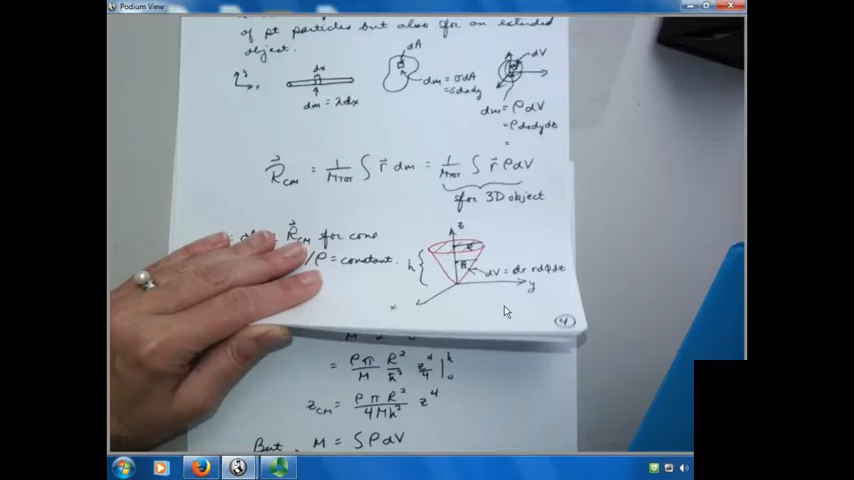 Podium View
of pt particles but also for an extended
object.
dA
dx
dV
y
x
dm = λdx
dm = σdA
= σdxdy
dm = ρdV
= ρdxdydz
=
R⃗CM = 1/MTOT ∫ r⃗ dm = 1/MTOT ∫ r⃗ ρdV
for 3D object
z
R⃗CM for cone
R
w/ρ = constant.
h
dV = dr rdφdz
y
x
4
= ρπ/M R²/h² z⁴/4 |₀ʰ
zCM = ρπR²/4Mh² z⁴
But, M = ∫ρdV